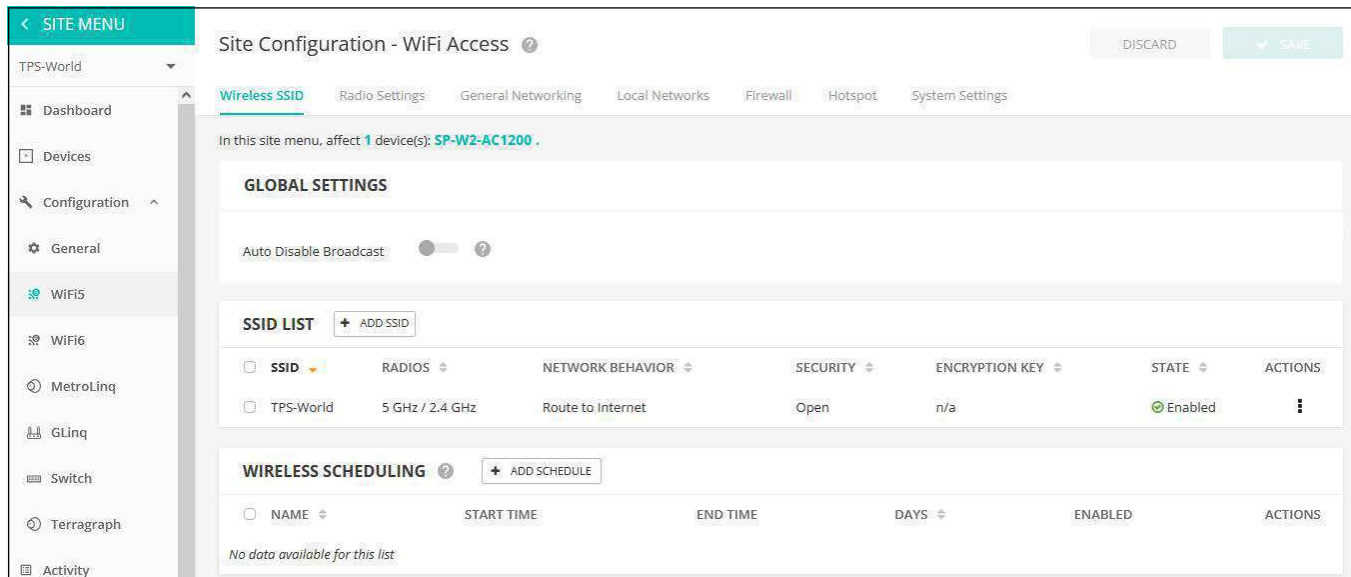 SITE MENU
TPS-World
Dashboard
Devices
Configuration
General
WiFi5
WiFi6
MetroLinq
GLinq
Switch
Terragraph
Activity
Site Configuration - WiFi Access ?
DISCARD
SAVE
Wireless SSID Radio Settings General Networking Local Networks Firewall Hotspot System Settings
In this site menu, affect 1 device(s): SP-W2-AC1200 .
GLOBAL SETTINGS
Auto Disable Broadcast ?
SSID LIST + ADD SSID
SSID RADIOS NETWORK BEHAVIOR SECURITY ENCRYPTION KEY STATE ACTIONS
TPS-World 5 GHz / 2.4 GHz Route to Internet Open n/a Enabled
WIRELESS SCHEDULING ? + ADD SCHEDULE
NAME START TIME END TIME DAYS ENABLED ACTIONS
No data available for this list